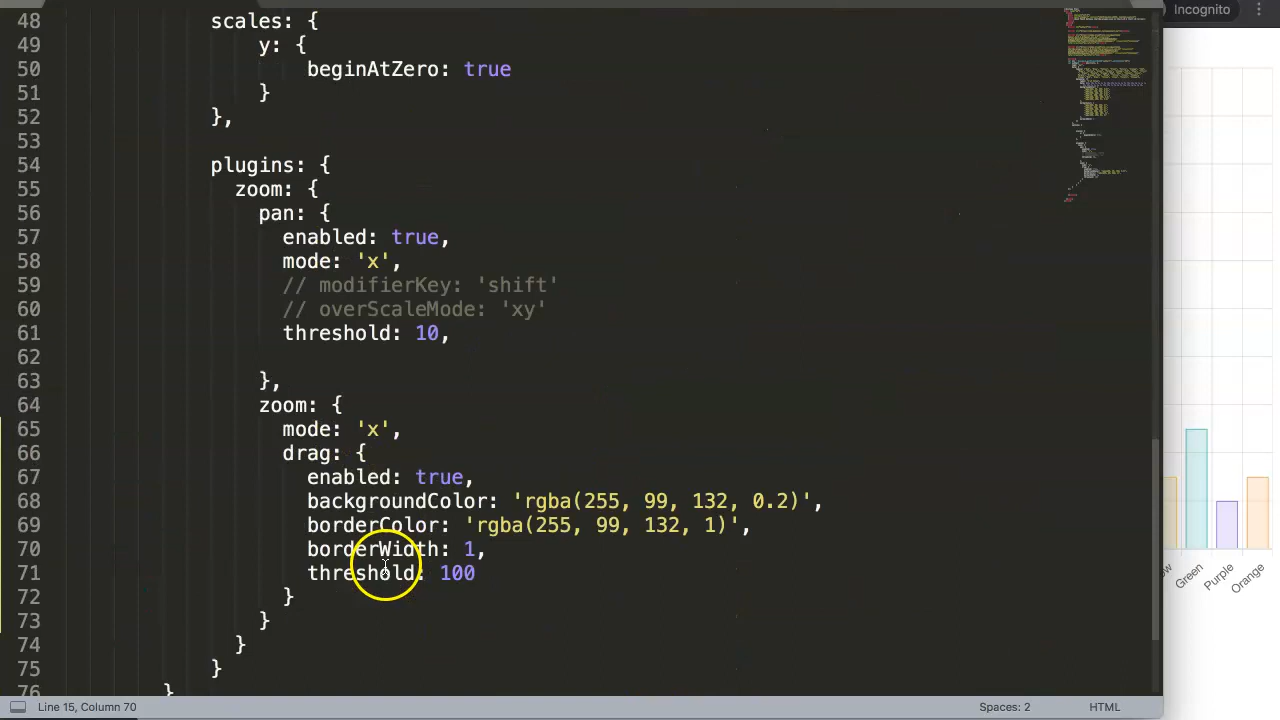 Incognito
48 scales: {
49 y: {
50 beginAtZero: true
51 }
52 },
53
54 plugins: {
55 zoom: {
56 pan: {
57 enabled: true,
58 mode: 'x',
59 // modifierKey: 'shift'
60 // overScaleMode: 'xy'
61 threshold: 10,
62
63 },
64 zoom: {
65 mode: 'x',
66 drag: {
67 enabled: true,
68 backgroundColor: 'rgba(255, 99, 132, 0.2)',
69 borderColor: 'rgba(255, 99, 132, 1)',
70 borderWidth: 1,
71 threshold: 100
72 }
73 }
74 }
75 }
76 }
Green
Purple
Orange
Line 15, Column 70
Spaces: 2
HTML